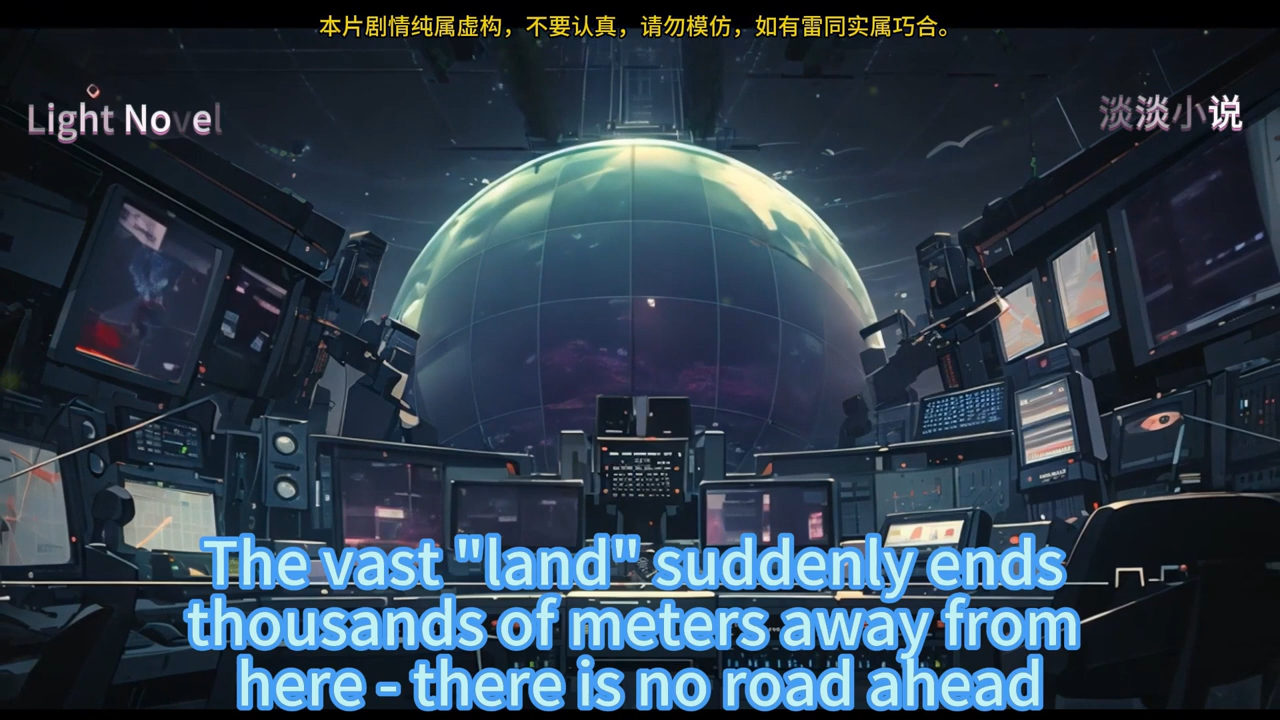 本片剧情纯属虚构，不要认真，请勿模仿，如有雷同实属巧合。
Light Novel
淡淡小说
The vast "land" suddenly ends
thousands of meters away from
here - there is no road ahead